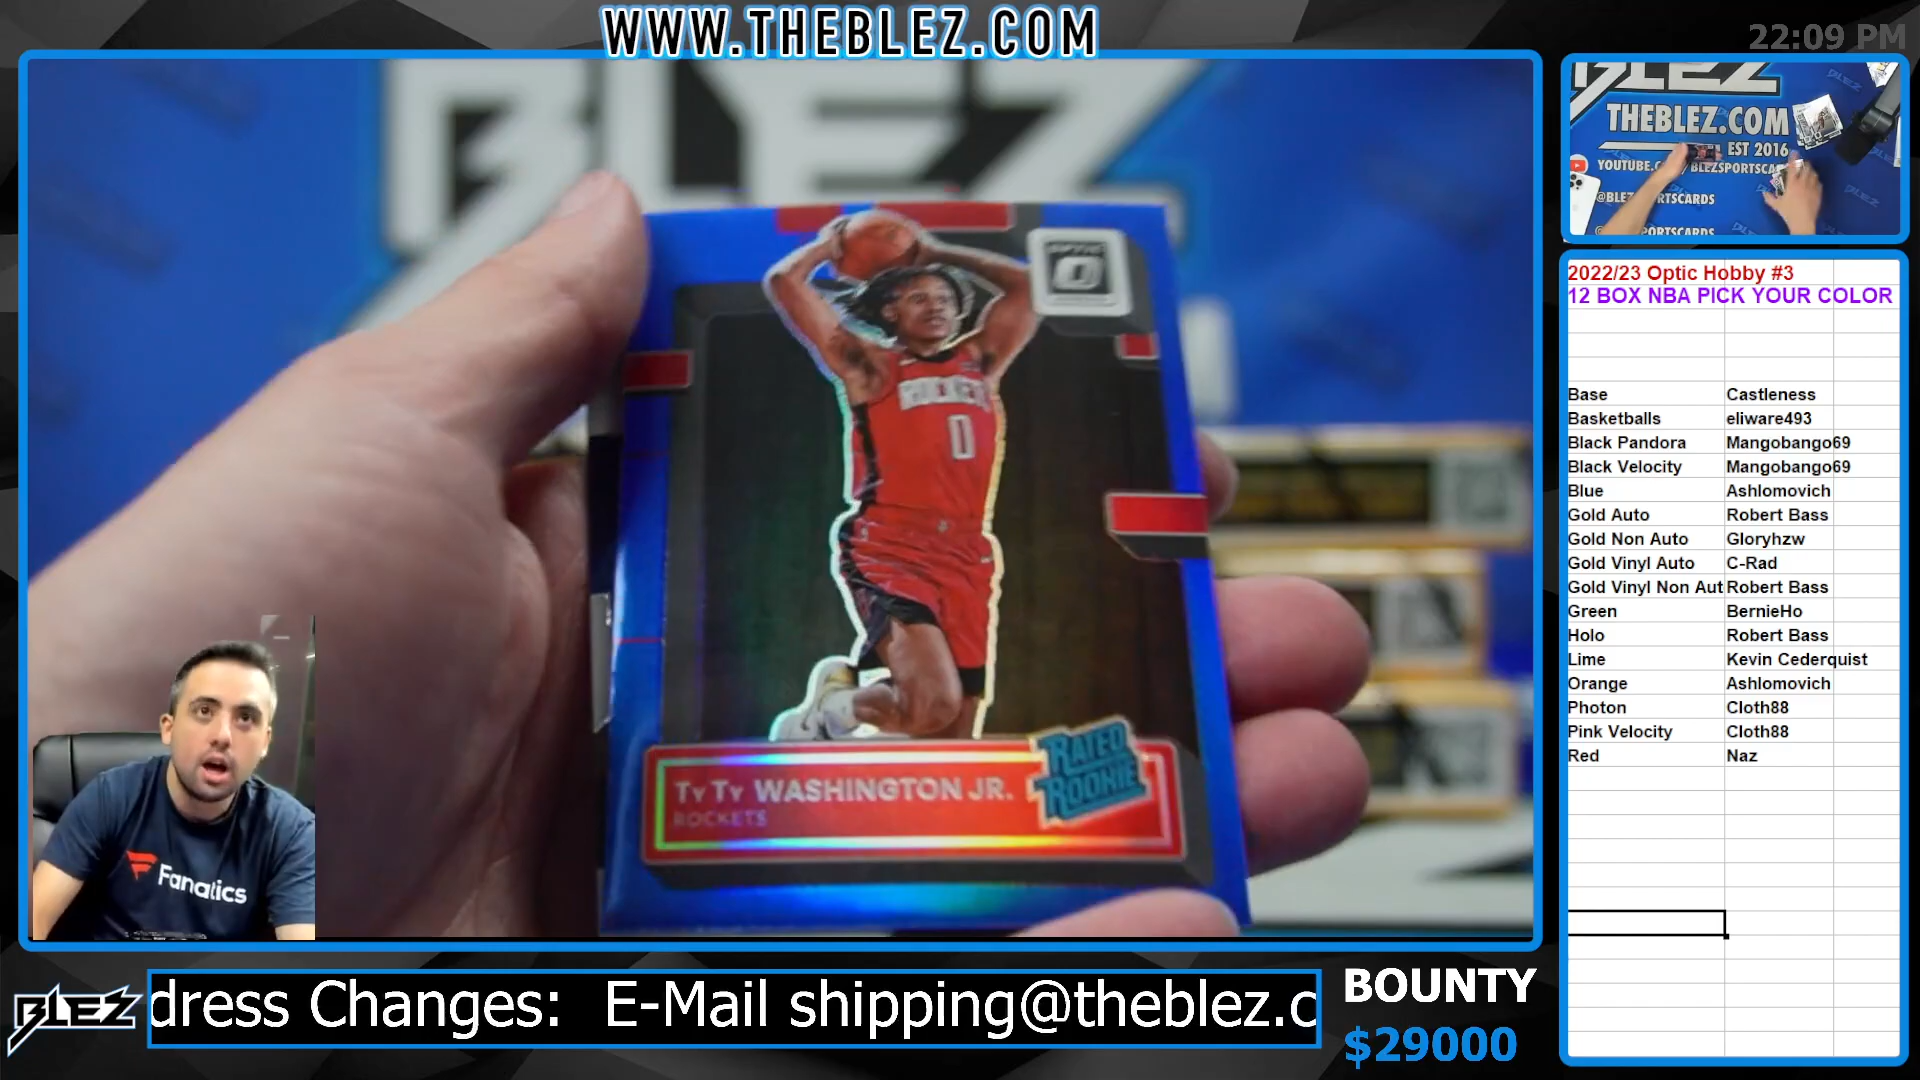 WWW.THEBLEZ.COM
22:09 PM
BLEZ
ROCKETS
0
TyTy WASHINGTON JR.
ROCKETS
RATED
ROOKIE
Fanatics
BLEZ
THEBLEZ.COM
EST 2016
2022/23 Optic Hobby #3
12 BOX NBA PICK YOUR COLOR
Base Castleness
Basketballs eliware493
Black Pandora Mangobango69
Black Velocity Mangobango69
Blue Ashlomovich
Gold Auto Robert Bass
Gold Non Auto Gloryhzw
Gold Vinyl Auto C-Rad
Gold Vinyl Non Aut Robert Bass
Green BernieHo
Holo Robert Bass
Lime Kevin Cederquist
Orange Ashlomovich
Photon Cloth88
Pink Velocity Cloth88
Red Naz
BLEZ
dress Changes: E-Mail shipping@theblez.c
BOUNTY
$29000